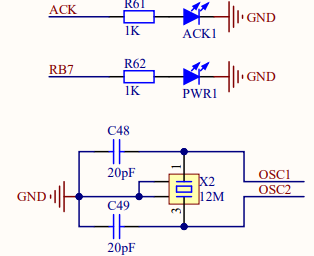 R61
ACK
GND
1K
ACK1
R62
RB7
GND
1K
PWR1
C48
20pF
1
OSC1
X2
OSC2
GND
12M
C49
3
20pF